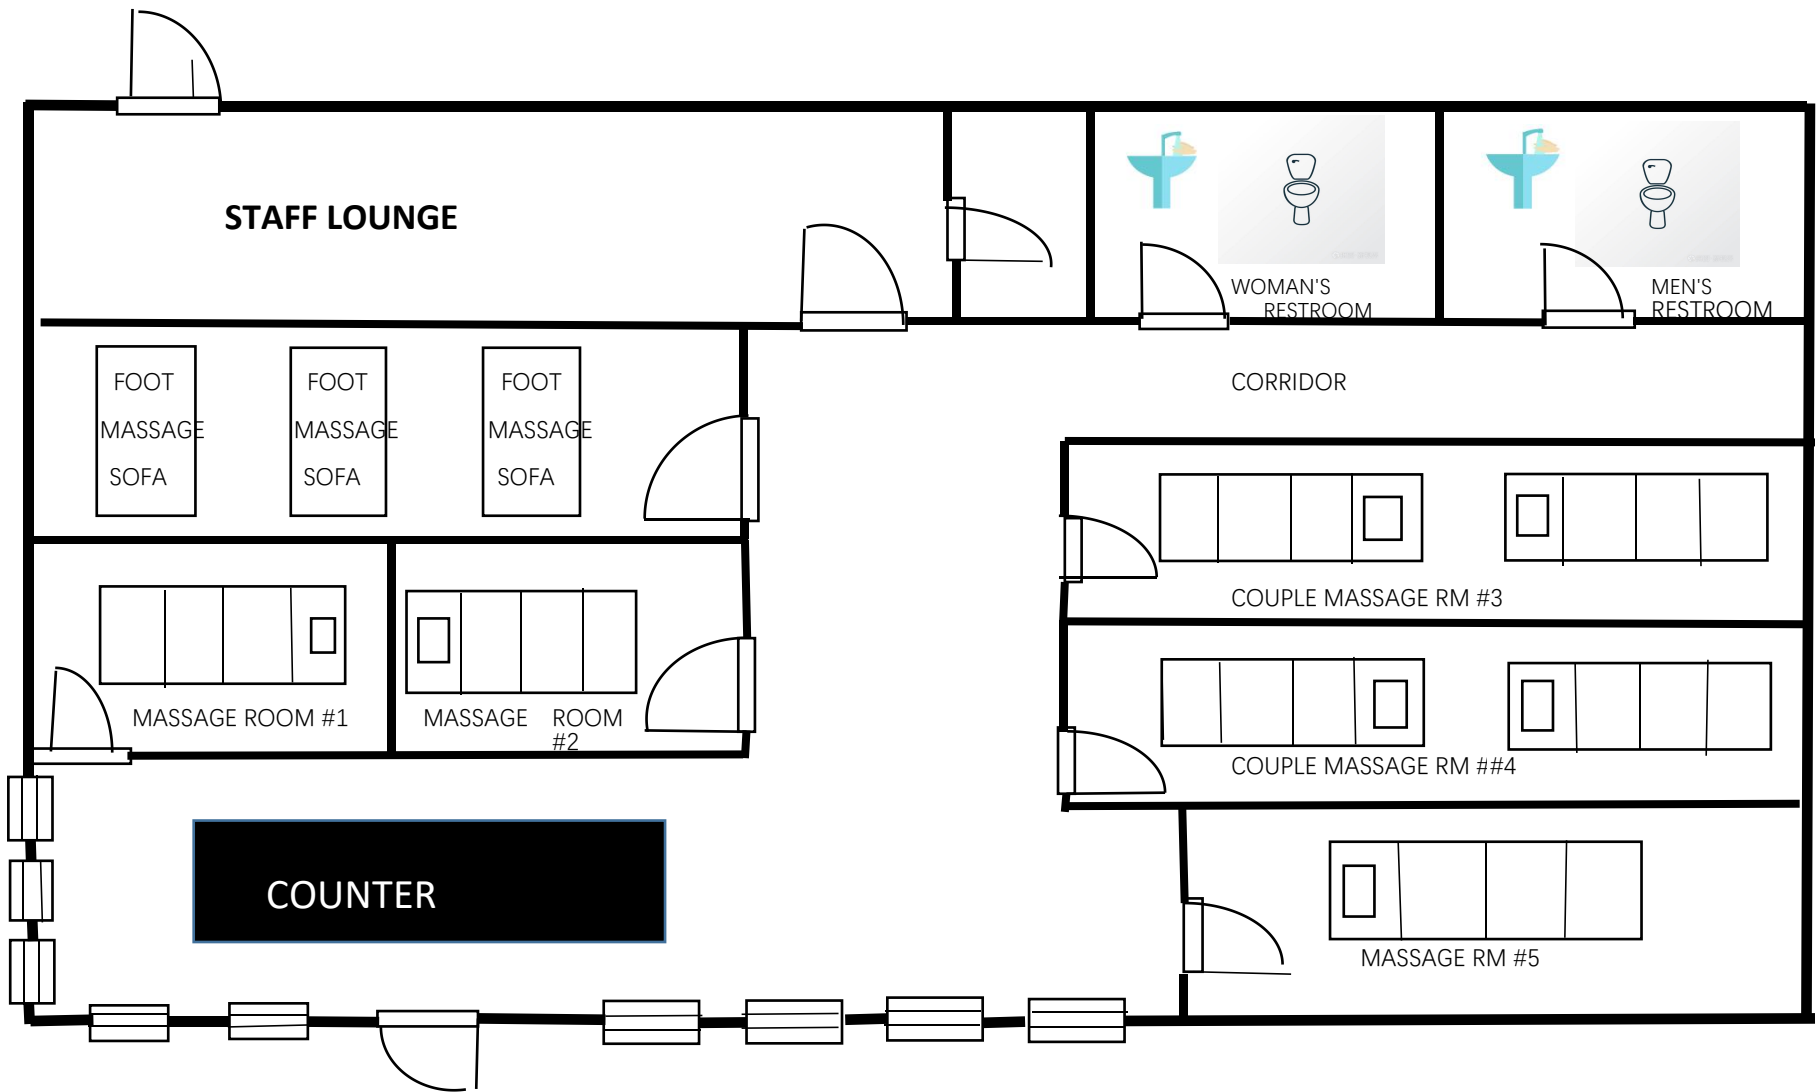 STAFF LOUNGE
WOMAN'S
RESTROOM
MEN'S
RESTROOM
FOOT
MASSAGE
SOFA
FOOT
MASSAGE
SOFA
FOOT
MASSAGE
SOFA
CORRIDOR
COUPLE MASSAGE RM #3
MASSAGE ROOM #1
MASSAGE ROOM
#2
COUPLE MASSAGE RM ##4
COUNTER
MASSAGE RM #5